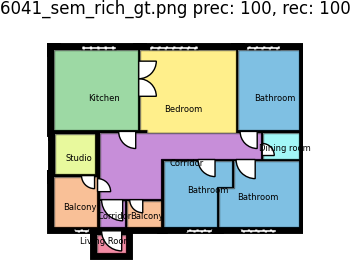 6041_sem_rich_gt.png prec: 100, rec: 100
Kitchen
Bedroom
Bathroom
Studio
Corridor
Dining room
Balcony
Corridor
Balcony
Bathroom
Bathroom
Living Room